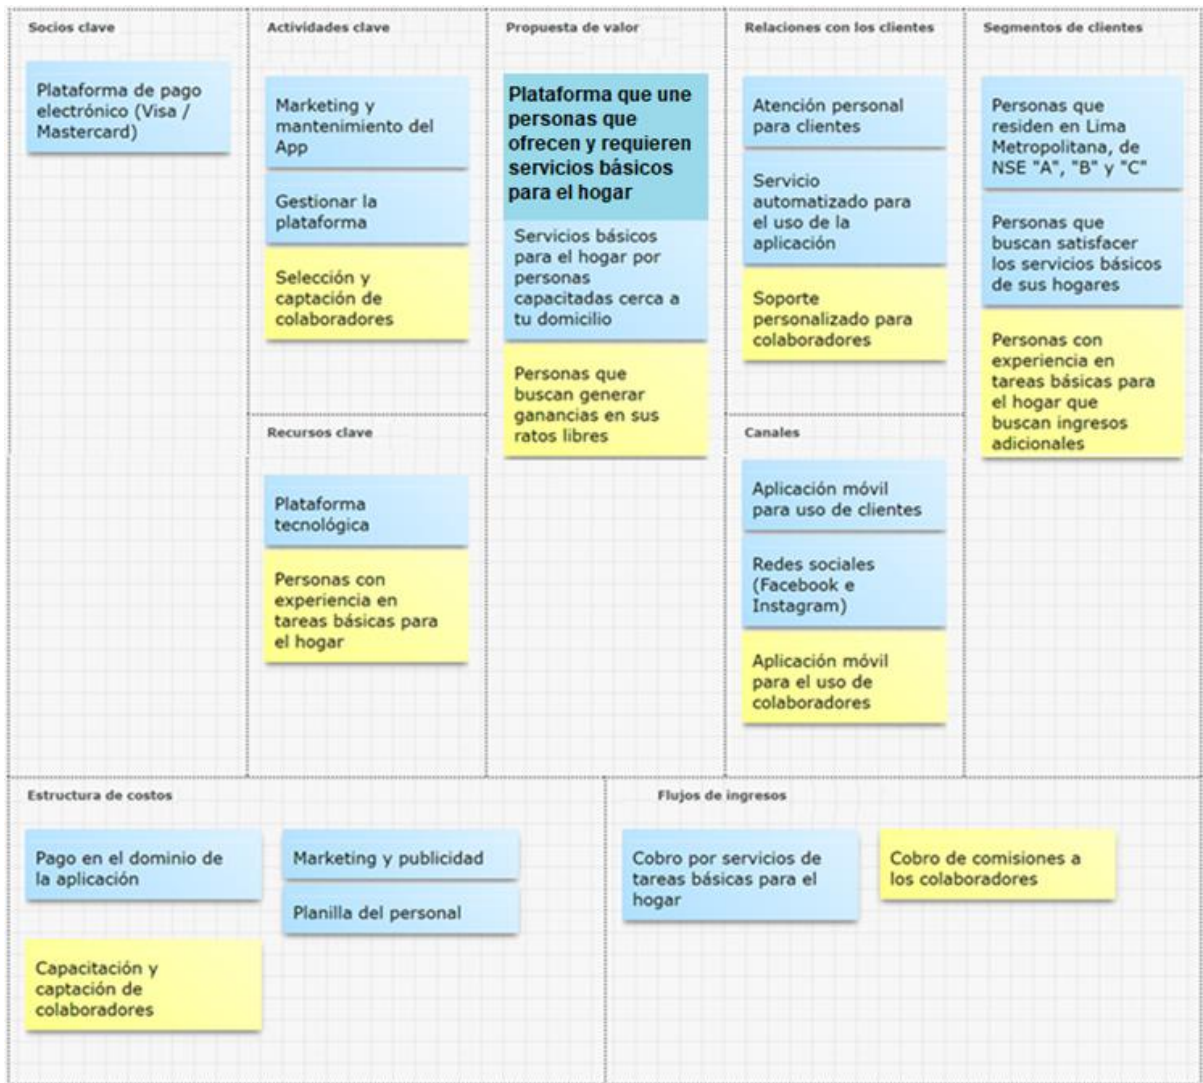 Socios clave
Plataforma de pago
electrónico (Visa /
Mastercard)
Actividades clave
Marketing y
mantenimiento del
App
Gestionar la
plataforma
Selección y
captación de
colaboradores
Recursos clave
Plataforma
tecnológica
Personas con
experiencia en
tareas básicas para
el hogar
Propuesta de valor
Plataforma que une
personas que
ofrecen y requieren
servicios básicos
para el hogar
Servicios básicos
para el hogar por
personas
capacitadas cerca a
tu domicilio
Personas que
buscan generar
ganancias en sus
ratos libres
Relaciones con los clientes
Atención personal
para clientes
Servicio
automatizado para
el uso de la
aplicación
Soporte
personalizado para
colaboradores
Canales
Aplicación móvil
para uso de clientes
Redes sociales
(Facebook e
Instagram)
Aplicación móvil
para el uso de
colaboradores
Segmentos de clientes
Personas que
residen en Lima
Metropolitana, de
NSE "A", "B" y "C"
Personas que
buscan satisfacer
los servicios básicos
de sus hogares
Personas con
experiencia en
tareas básicas para
el hogar que
buscan ingresos
adicionales
Estructura de costos
Pago en el dominio de
la aplicación
Marketing y publicidad
Planilla del personal
Capacitación y
captación de
colaboradores
Flujos de ingresos
Cobro por servicios de
tareas básicas para el
hogar
Cobro de comisiones a
los colaboradores